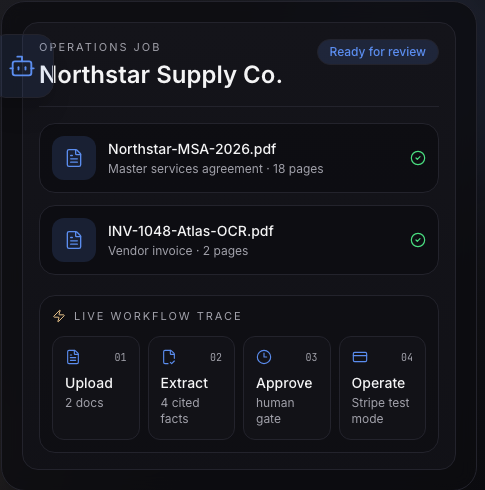 OPERATIONS JOB
Northstar Supply Co.
Ready for review
Northstar-MSA-2026.pdf
Master services agreement · 18 pages
INV-1048-Atlas-OCR.pdf
Vendor invoice · 2 pages
LIVE WORKFLOW TRACE
01
Upload
2 docs
02
Extract
4 cited
facts
03
Approve
human
gate
04
Operate
Stripe test
mode